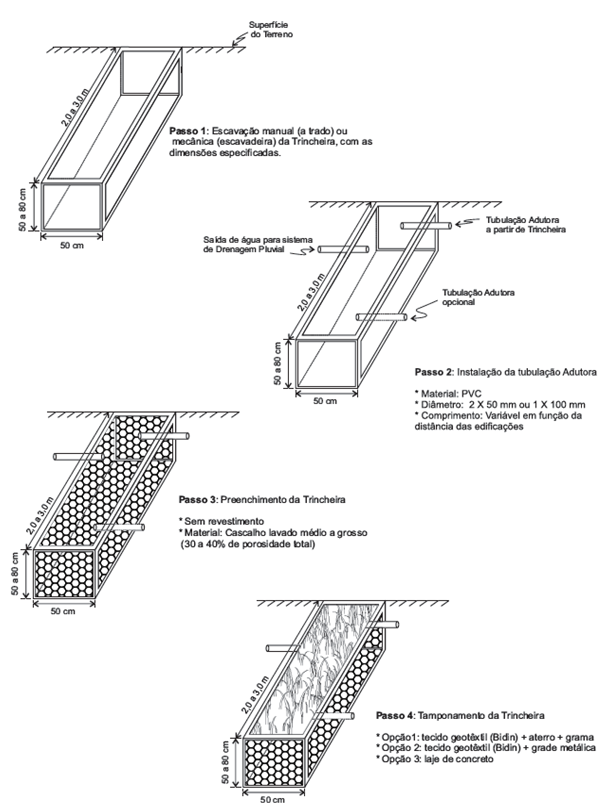 Superfície
do Terreno
2,0 a 3,0 m
Passo 1: Escavação manual (a trado) ou
mecânica (escavadeira) da Trincheira, com as
dimensões especificadas.
50 a 80 cm
50 cm
Saída de água para sistema
de Drenagem Pluvial
Tubulação Adutora
a partir de Trincheira
2,0 a 3,0 m
Tubulação Adutora
opcional
50 a 80 cm
50 cm
Passo 2: Instalação da tubulação Adutora
* Material: PVC
* Diâmetro: 2 X 50 mm ou 1 X 100 mm
* Comprimento: Variável em função da
distância das edificações
2,0 a 3,0 m
Passo 3: Preenchimento da Trincheira
* Sem revestimento
* Material: Cascalho lavado médio a grosso
(30 a 40% de porosidade total)
50 a 80 cm
50 cm
2,0 a 3,0 m
Passo 4: Tamponamento da Trincheira
* Opção1: tecido geotêxtil (Bidin) + aterro + grama
* Opção 2: tecido geotêxtil (Bidin) + grade metálica
* Opção 3: laje de concreto
50 a 80 cm
50 cm